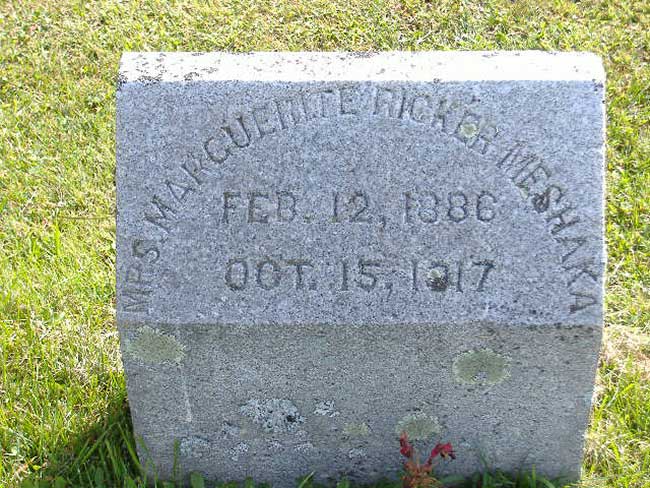 MRS. MARGUERITE RICKER MESHAKA
FEB. 12, 1886
OCT. 15, 1917